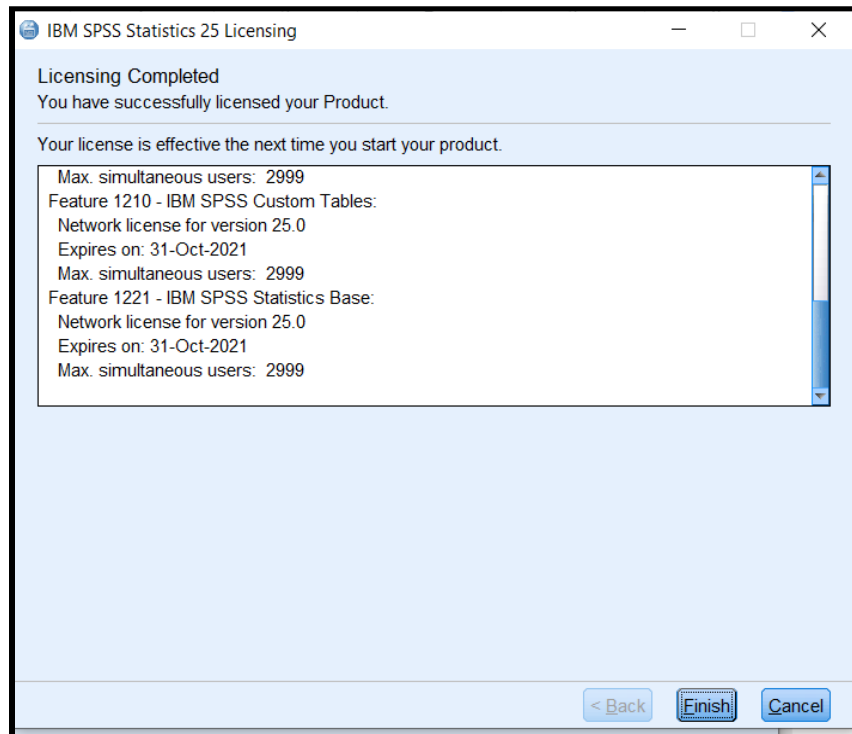 IBM SPSS Statistics 25 Licensing
Licensing Completed
You have successfully licensed your Product.
Your license is effective the next time you start your product.
Max. simultaneous users: 2999
Feature 1210 - IBM SPSS Custom Tables:
Network license for version 25.0
Expires on: 31-Oct-2021
Max. simultaneous users: 2999
Feature 1221 - IBM SPSS Statistics Base:
Network license for version 25.0
Expires on: 31-Oct-2021
Max. simultaneous users: 2999
< Back Finish Cancel